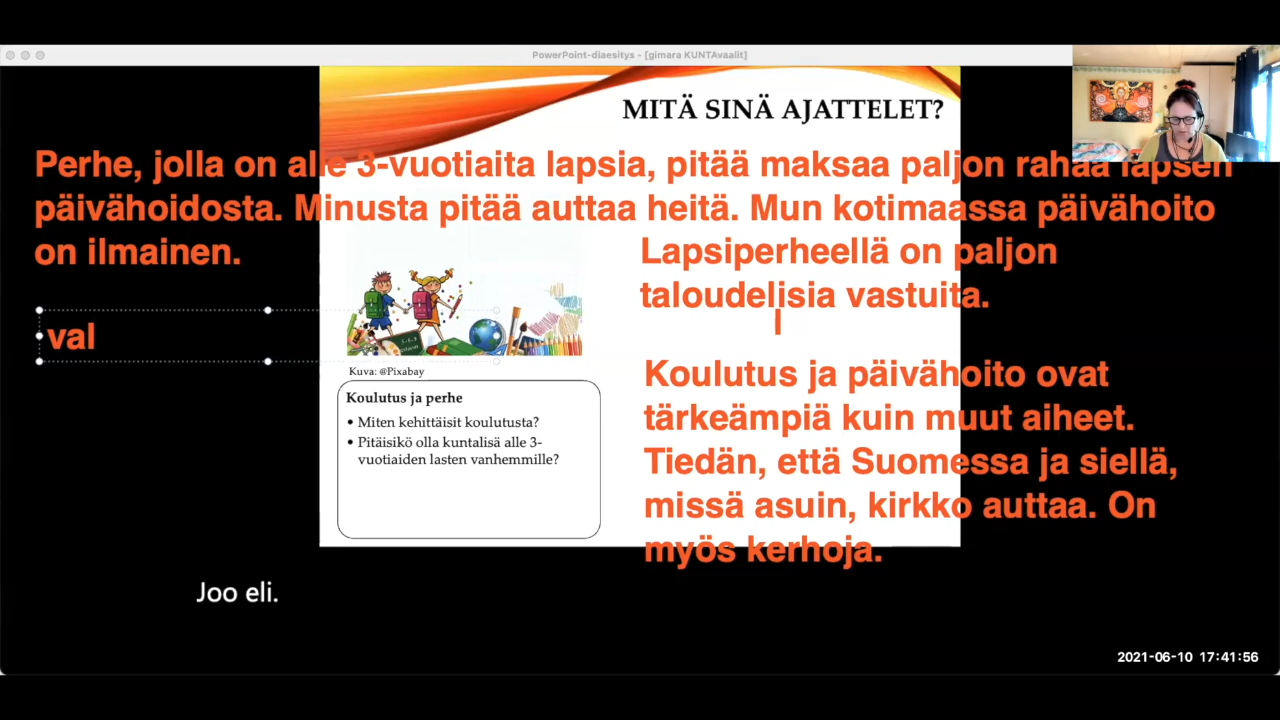 PowerPoint-diaesitys - [gimara KUNTAvaalit]
MITÄ SINÄ AJATTELET?
Perhe, jolla on alle 3-vuotiaita lapsia, pitää maksaa paljon rahaa lapsen
päivähoidosta. Minusta pitää auttaa heitä. Mun kotimaassa päivähoito
on ilmainen.
Lapsiperheellä on paljon
taloudelisia vastuita.
val
Kuva: @Pixabay
Koulutus ja perhe
• Miten kehittäisit koulutusta?
• Pitäisikö olla kuntalisä alle 3-
vuotiaiden lasten vanhemmille?
Koulutus ja päivähoito ovat
tärkeämpiä kuin muut aiheet.
Tiedän, että Suomessa ja siellä,
missä asuin, kirkko auttaa. On
myös kerhoja.
Joo eli.
2021-06-10 17:41:56